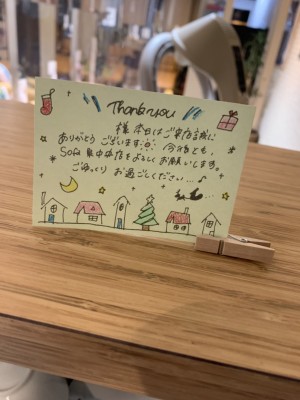 Thank you
様 本日はご来店誠に
ありがとうございます。今後とも、
Sofa 府中店をよろしくお願いします。
ごゆっくり お過ごしください…♪